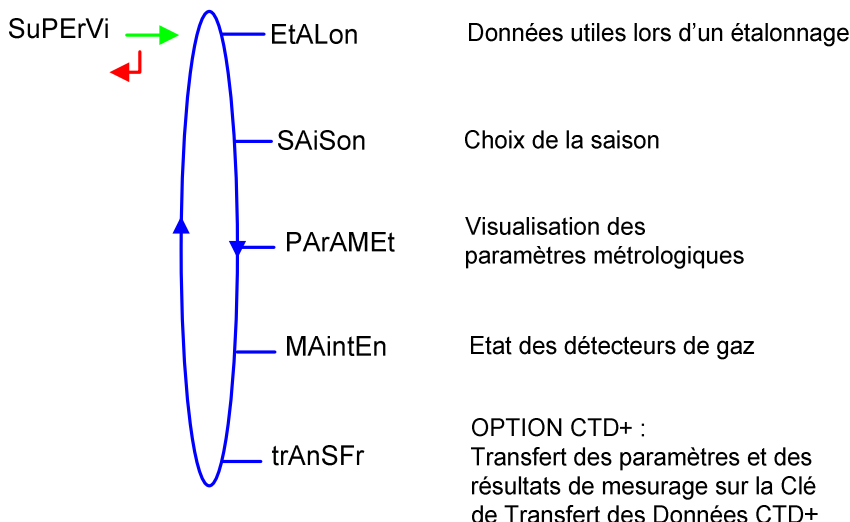 SuPErVi
EtALon
Données utiles lors d'un étalonnage
SAiSon
Choix de la saison
PArAMEt
Visualisation des
paramètres métrologiques
MAintEn
Etat des détecteurs de gaz
trAnSFr
OPTION CTD+ :
Transfert des paramètres et des
résultats de mesurage sur la Clé
de Transfert des Données CTD+